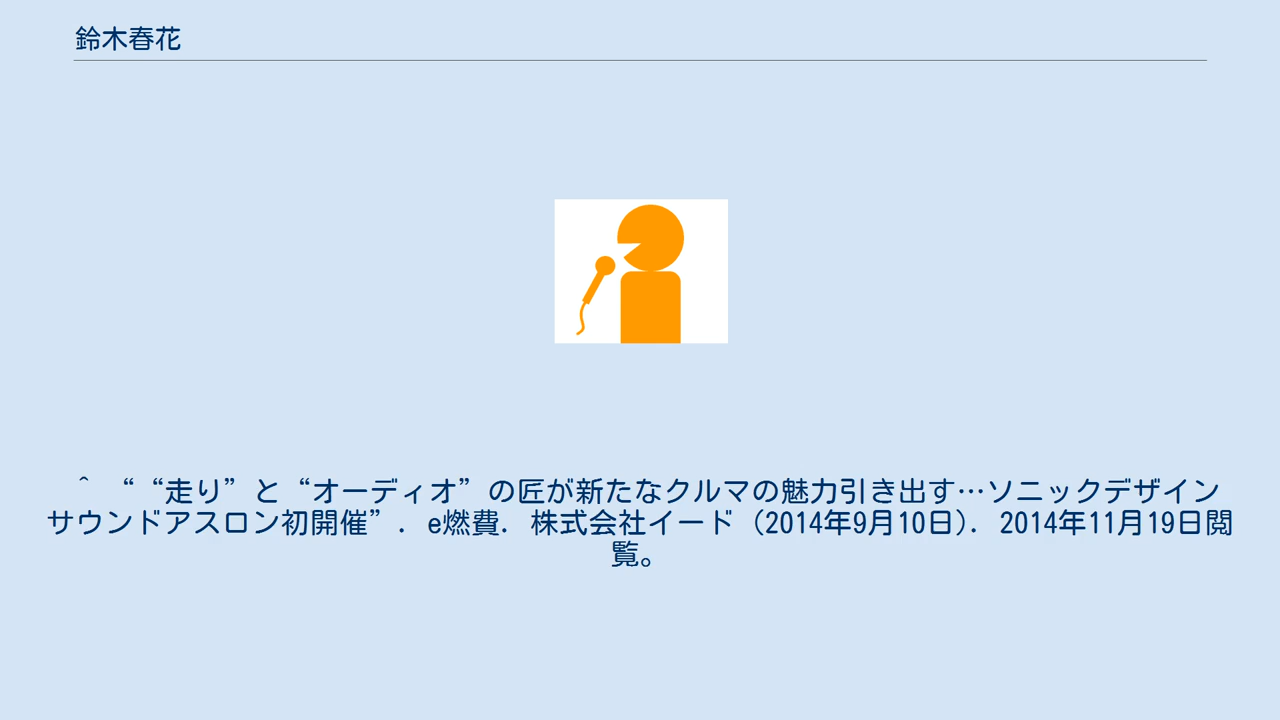 鈴木春花
^ “ “走り” と “オーディオ” の匠が新たなクルマの魅力引き出す…ソニックデザイン
サウンドアスロン初開催”. e燃費. 株式会社イード (2014年9月10日). 2014年11月19日閲
覧。